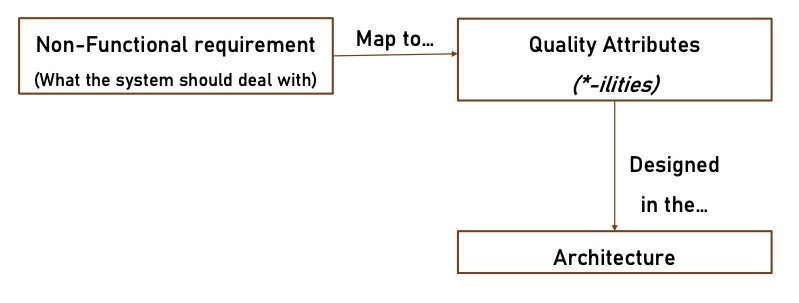 Non-Functional requirement
(What the system should deal with)
Map to...
Quality Attributes
(*-ilities)
Designed
in the...
Architecture